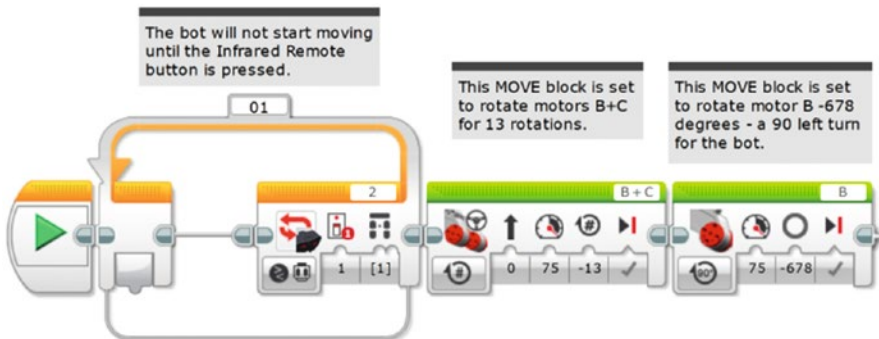 The bot will not start moving
until the Infrared Remote
button is pressed.
This MOVE block is set
to rotate motors B+C
for 13 rotations.
This MOVE block is set
to rotate motor B -678
degrees - a 90 left turn
for the bot.
01
2
B + C
B
#
1
1 [1]
# 0 75 -13
90° 75 -678